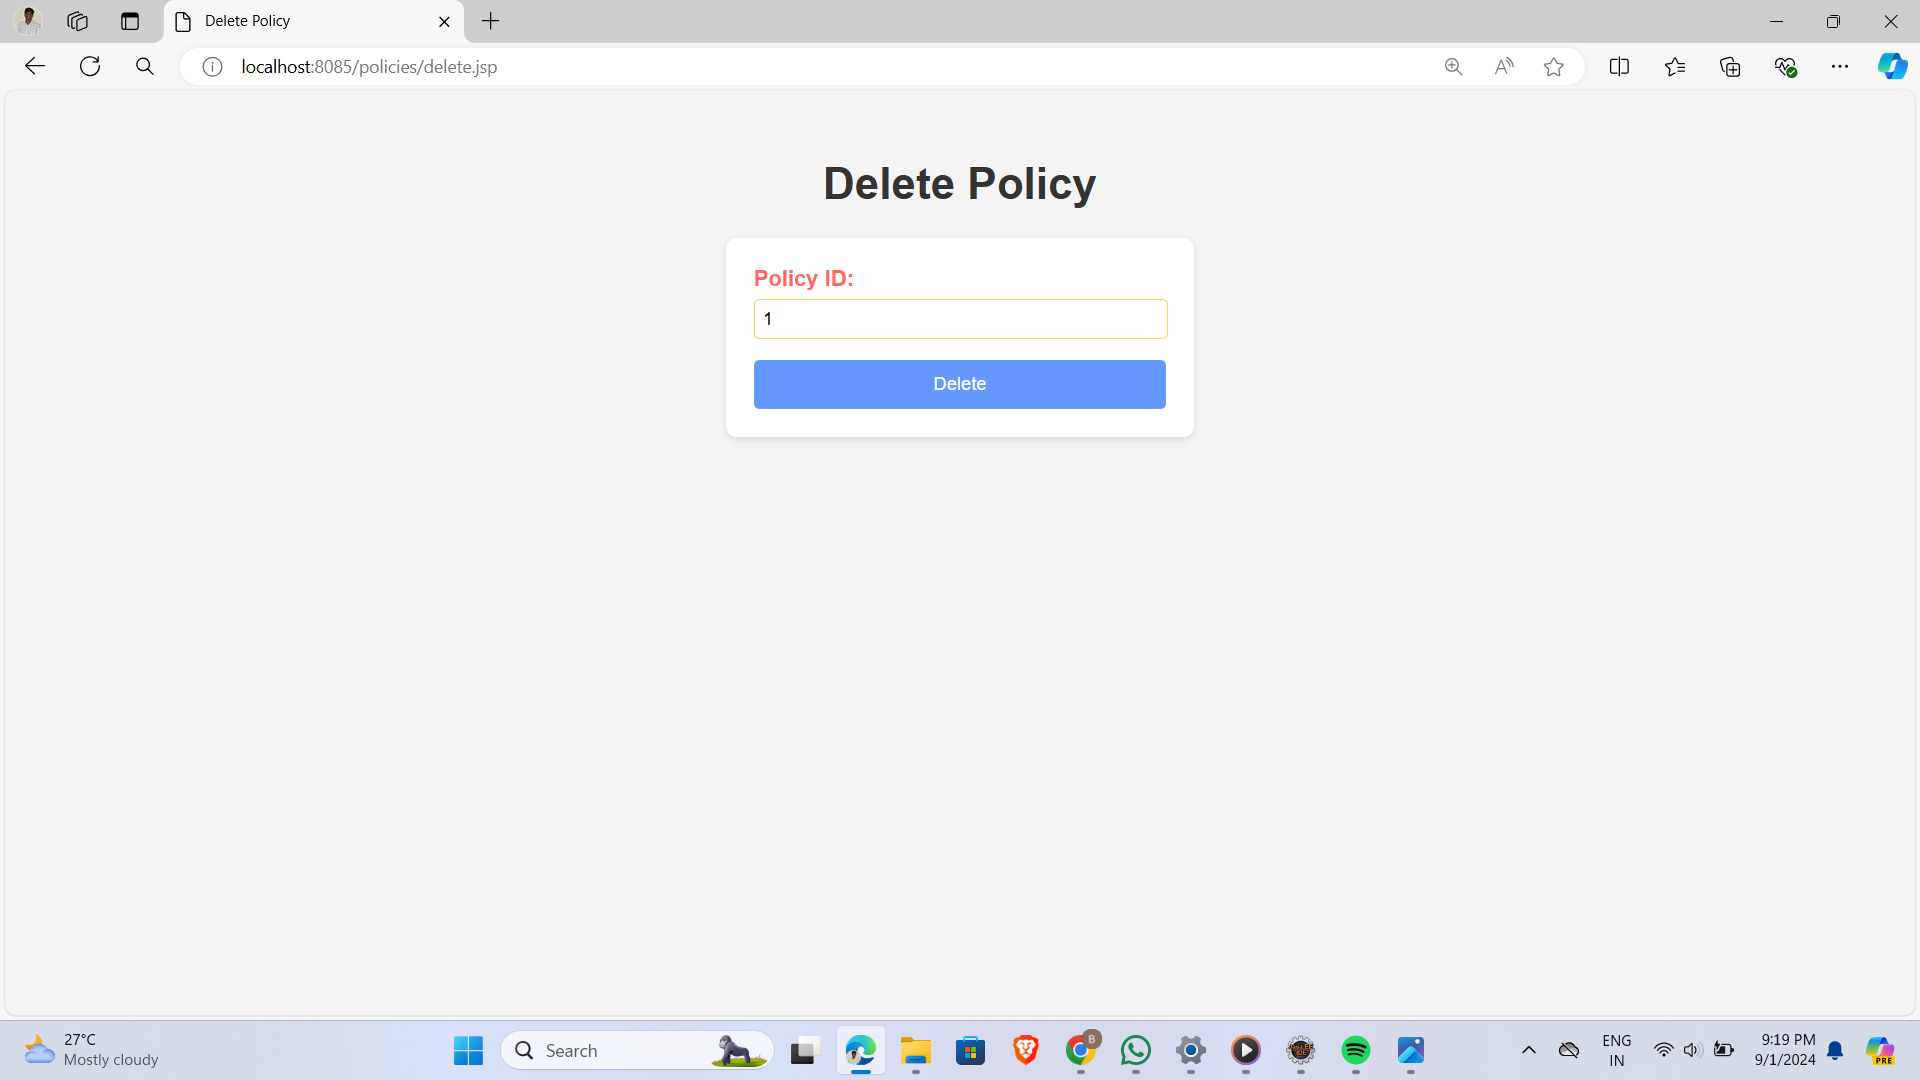 Delete Policy
localhost:8085/policies/delete.jsp
Delete Policy
Policy ID:
1
Delete
27°C
Mostly cloudy
Search
B
ENG
IN
9:19 PM
9/1/2024
PRE